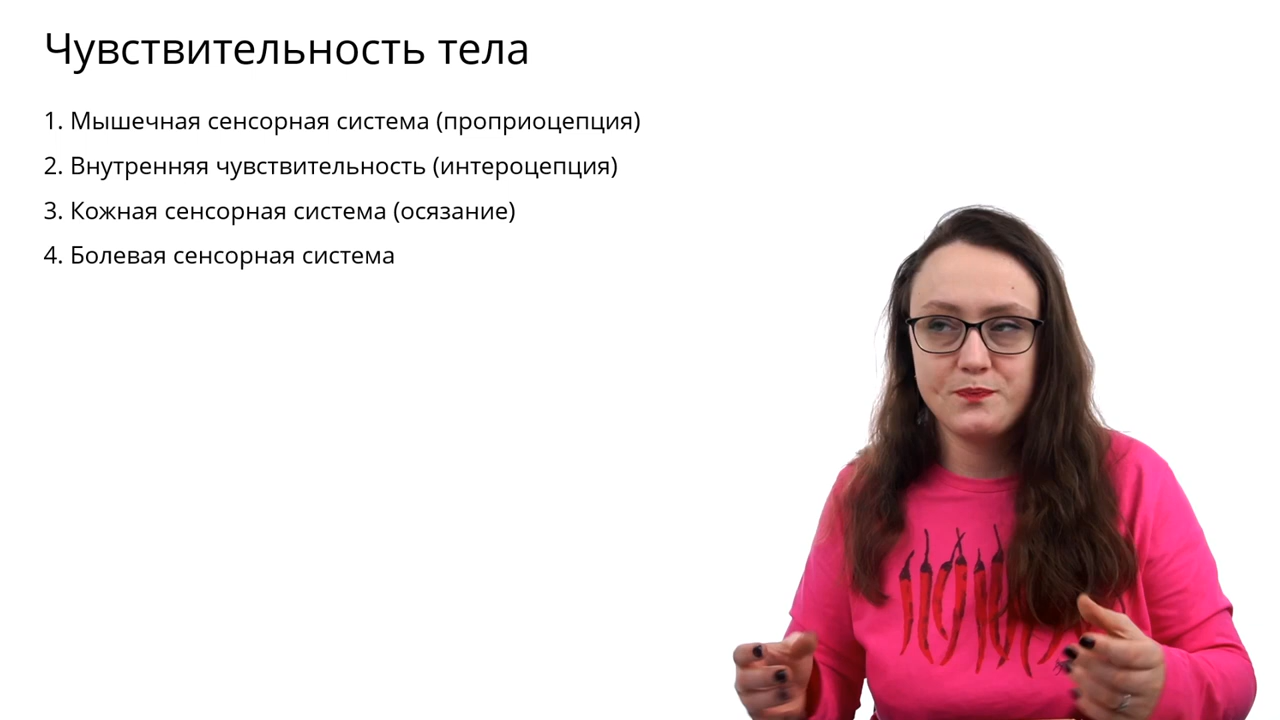 Чувствительность тела
1. Мышечная сенсорная система (проприоцепция)
2. Внутренняя чувствительность (интероцепция)
3. Кожная сенсорная система (осязание)
4. Болевая сенсорная система